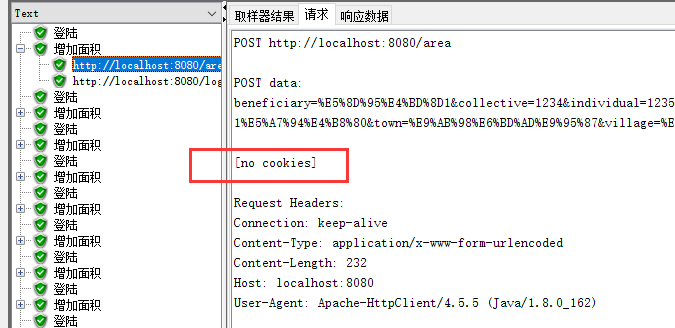 Text
登陆
增加面积
http://localhost:8080/are
http://localhost:8080/log
登陆
增加面积
登陆
增加面积
登陆
增加面积
登陆
增加面积
登陆
增加面积
登陆
增加面积
登陆
增加面积
登陆
取样器结果 请求 响应数据
POST http://localhost:8080/area
POST data:
beneficiary=%E5%8D%95%E4%BD%8D1&collective=1234&individual=1235
1%E5%A7%94%E4%B8%80&town=%E9%AB%98%E6%BD%AD%E9%95%87&village=%E
[no cookies]
Request Headers:
Connection: keep-alive
Content-Type: application/x-www-form-urlencoded
Content-Length: 232
Host: localhost:8080
User-Agent: Apache-HttpClient/4.5.5 (Java/1.8.0_162)